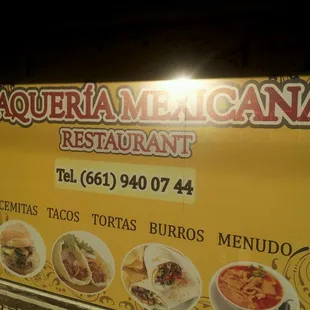 AQUERÍA MEXICANA
RESTAURANT
Tel. (661) 940 07 44
CEMITAS TACOS TORTAS BURROS MENUDO